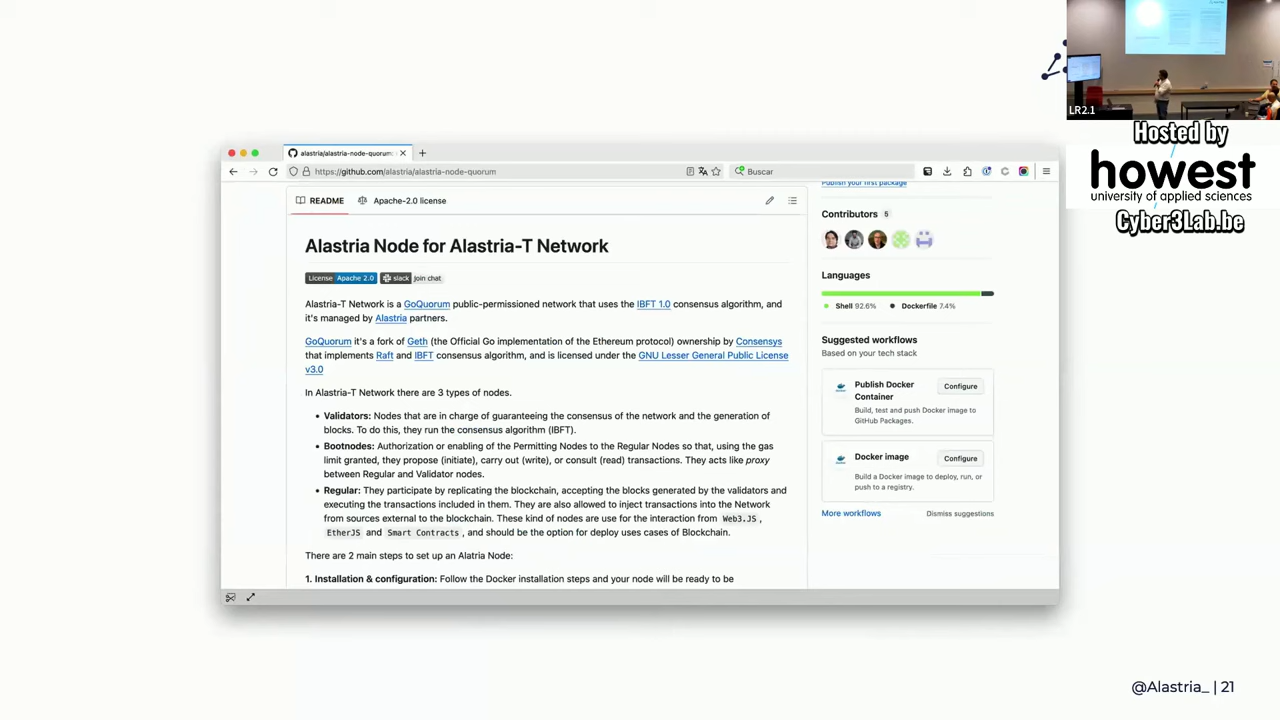 alastria/alastria-node-quorum:
https://github.com/alastria/alastria-node-quorum
Buscar
README
Apache-2.0 license
Alastria Node for Alastria-T Network
License Apache 2.0 slack join chat
Alastria-T Network is a GoQuorum public-permissioned network that uses the IBFT 1.0 consensus algorithm, and
it's managed by Alastria partners.
GoQuorum it's a fork of Geth (the Official Go implementation of the Ethereum protocol) ownership by Consensys
that implements Raft and IBFT consensus algorithm, and is licensed under the GNU Lesser General Public License
v3.0
In Alastria-T Network there are 3 types of nodes.
• Validators: Nodes that are in charge of guaranteeing the consensus of the network and the generation of
blocks. To do this, they run the consensus algorithm (IBFT).
• Bootnodes: Authorization or enabling of the Permitting Nodes to the Regular Nodes so that, using the gas
limit granted, they propose (initiate), carry out (write), or consult (read) transactions. They acts like proxy
between Regular and Validator nodes.
• Regular: They participate by replicating the blockchain, accepting the blocks generated by the validators and
executing the transactions included in them. They are also allowed to inject transactions into the Network
from sources external to the blockchain. These kind of nodes are use for the interaction from Web3.JS ,
EtherJS and Smart Contracts , and should be the option for deploy uses cases of Blockchain.
There are 2 main steps to set up an Alatria Node:
1. Installation & configuration: Follow the Docker installation steps and your node will be ready to be
Publish your first package
Contributors 5
Languages
Shell 92.6%
Dockerfile 7.4%
Suggested workflows
Based on your tech stack
Publish Docker
Container
Configure
Build, test and push Docker image to
GitHub Packages.
Docker image
Configure
Build a Docker image to deploy, run, or
push to a registry.
More workflows
Dismiss suggestions
LR2.1
Hosted by
howest
university of applied sciences
Cyber3Lab.be
@Alastria_ | 21